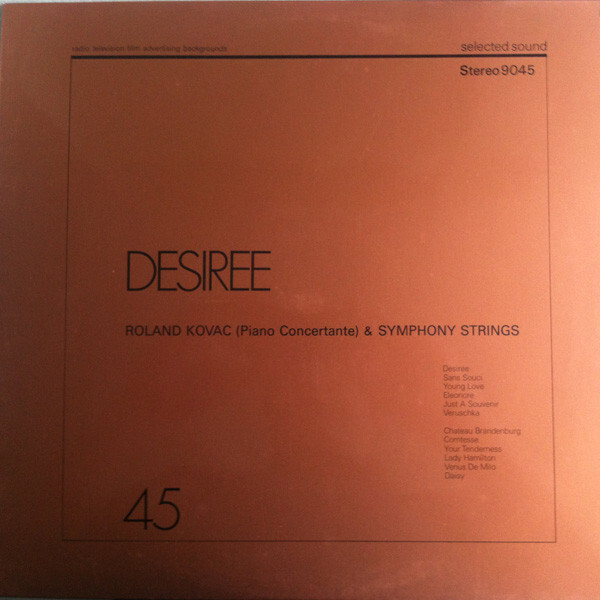 radio television film advertising backgrounds
selected sound
Stereo 9045
DESIREE
ROLAND KOVAC (Piano Concertante) & SYMPHONY STRINGS
Desiree
Sans Souci
Young Love
Eleonore
Just A Souvenir
Veruschka
Chateau Brandenburg
Comtesse
Your Tenderness
Lady Hamilton
Venus De Milo
Daisy
45